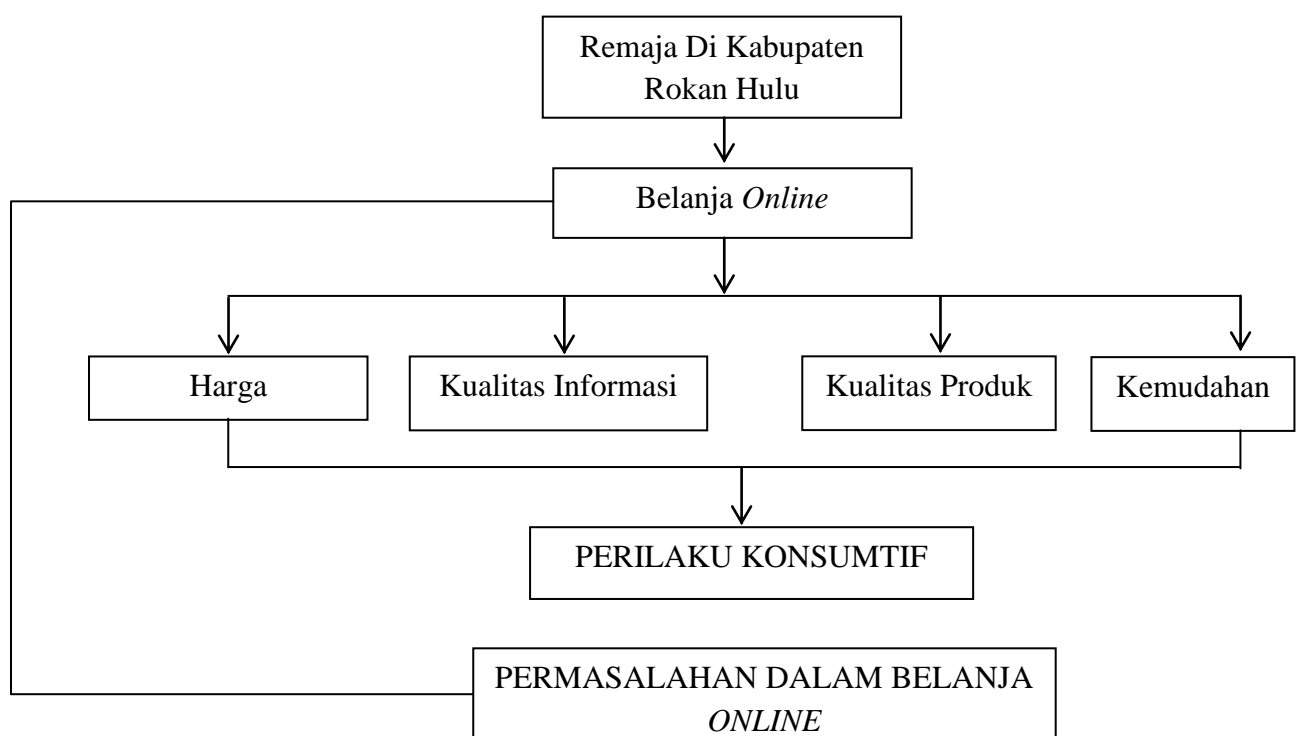 Remaja Di Kabupaten
Rokan Hulu
Belanja Online
Harga
Kualitas Informasi
Kualitas Produk
Kemudahan
PERILAKU KONSUMTIF
PERMASALAHAN DALAM BELANJA
ONLINE